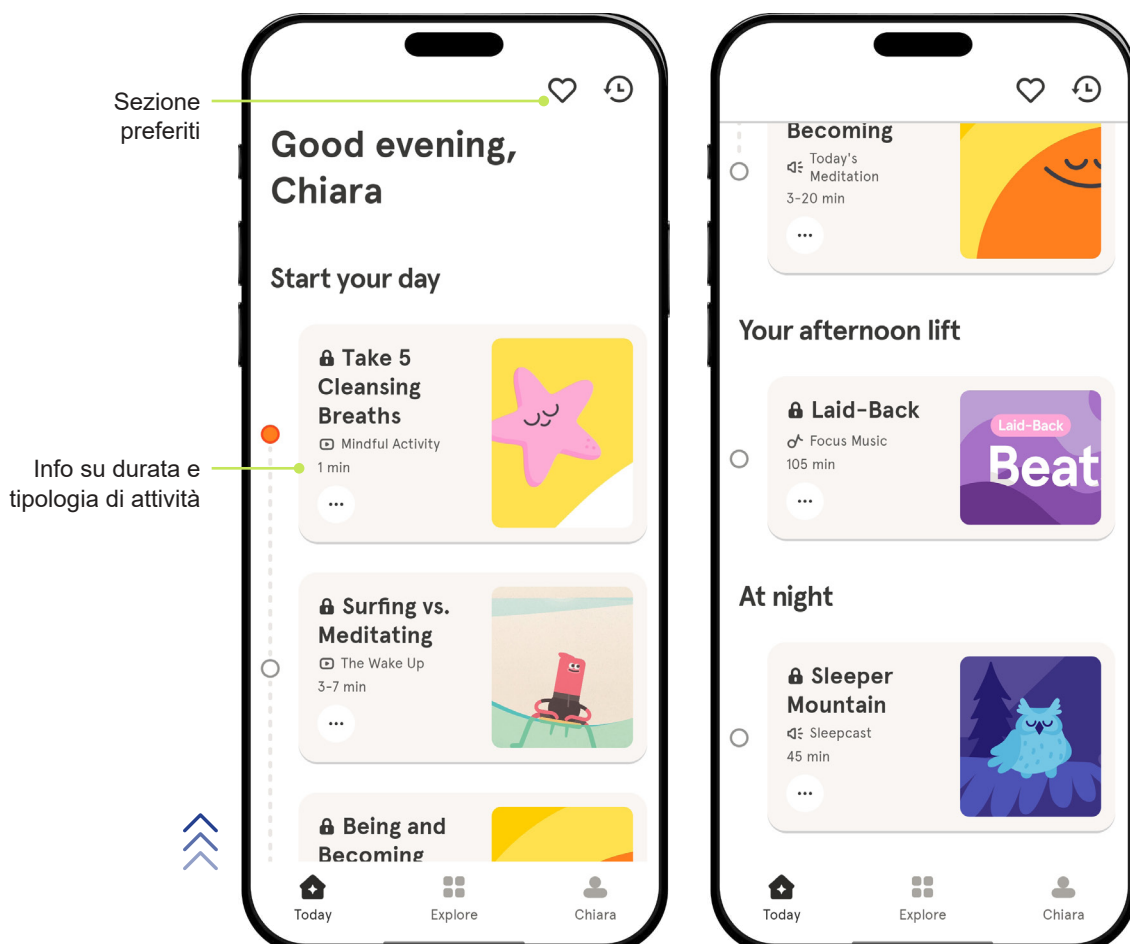 Sezione
preferiti
Info su durata e
tipologia di attività
Good evening,
Chiara
Start your day
Take 5
Cleansing
Breaths
Mindful Activity
1 min
Surfing vs.
Meditating
The Wake Up
3-7 min
Being and
Becoming
Today
Explore
Chiara
Becoming
Today's
Meditation
3-20 min
Your afternoon lift
Laid-Back
Focus Music
105 min
Laid-Back
Beat
At night
Sleeper
Mountain
Sleepcast
45 min
Today
Explore
Chiara